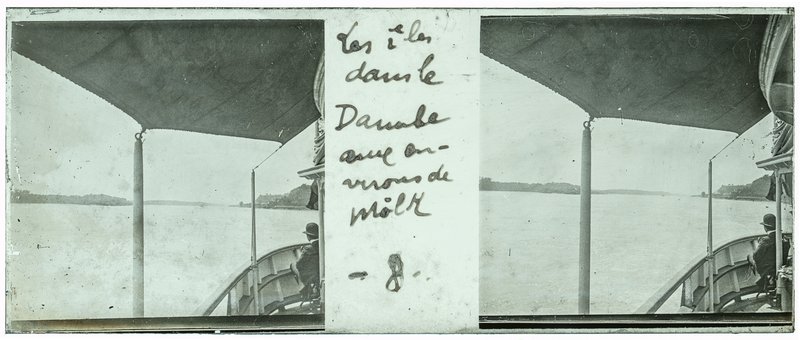 Les îles
dans le
Danube
aux en-
virons de
Mölk
- 8 -